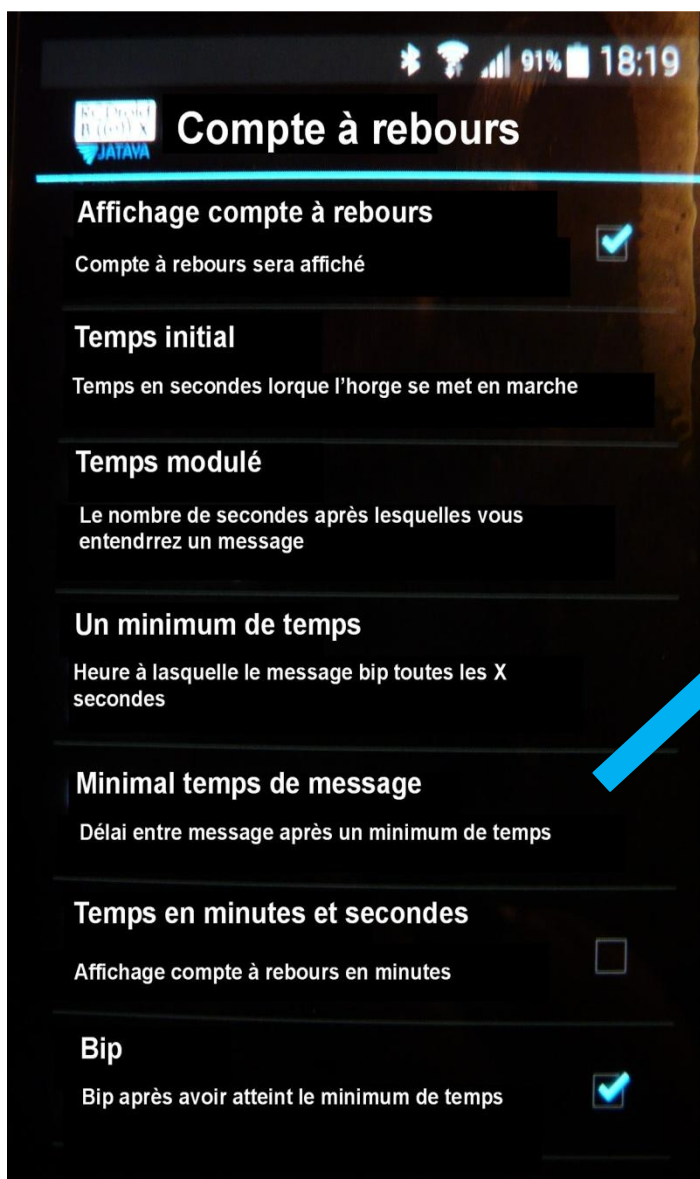 91% 18:19
Compte à rebours
JATAYA
Affichage compte à rebours
Compte à rebours sera affiché
Temps initial
Temps en secondes lorque l'horge se met en marche
Temps modulé
Le nombre de secondes après lesquelles vous
entendrrez un message
Un minimum de temps
Heure à lasquelle le message bip toutes les X
secondes
Minimal temps de message
Délai entre message après un minimum de temps
Temps en minutes et secondes
Affichage compte à rebours en minutes
Bip
Bip après avoir atteint le minimum de temps